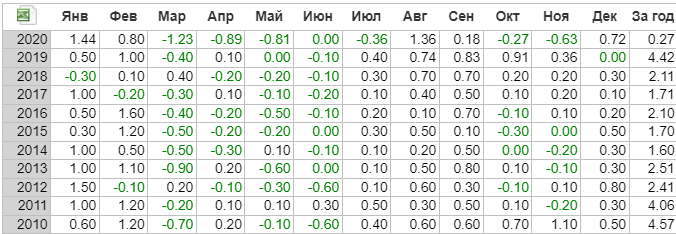 Янв Фев Мар Апр Май Июн Июл Авг Сен Окт Ноя Дек За год
2020 1.44 0.80 -1.23 -0.89 -0.81 0.00 -0.36 1.36 0.18 -0.27 -0.63 0.72 0.27
2019 0.50 1.00 -0.40 0.10 0.00 -0.10 0.40 0.74 0.83 0.91 0.36 0.00 4.42
2018 -0.30 0.10 0.40 -0.20 -0.20 -0.10 0.30 0.70 0.70 0.20 0.20 0.30 2.11
2017 1.00 -0.20 -0.30 0.10 -0.10 -0.20 0.10 0.40 0.50 0.10 0.20 0.10 1.71
2016 0.50 1.60 -0.40 -0.20 -0.50 -0.10 0.20 0.10 0.70 -0.10 0.10 0.20 2.10
2015 0.30 1.20 -0.50 -0.20 -0.20 0.00 0.30 0.50 0.10 -0.30 0.00 0.50 1.70
2014 1.00 0.50 -0.50 -0.30 0.10 -0.10 0.10 0.20 0.50 0.00 -0.20 0.30 1.60
2013 1.00 1.10 -0.90 0.20 -0.60 0.00 0.10 0.50 0.80 0.10 -0.10 0.30 2.51
2012 1.50 -0.10 0.20 -0.10 -0.30 -0.60 0.10 0.60 0.30 -0.10 0.10 0.80 2.41
2011 1.00 1.20 -0.20 0.10 0.10 0.30 0.50 0.30 0.50 0.10 -0.20 0.30 4.06
2010 0.60 1.20 -0.70 0.20 -0.10 -0.60 0.40 0.60 0.60 0.70 1.10 0.50 4.57